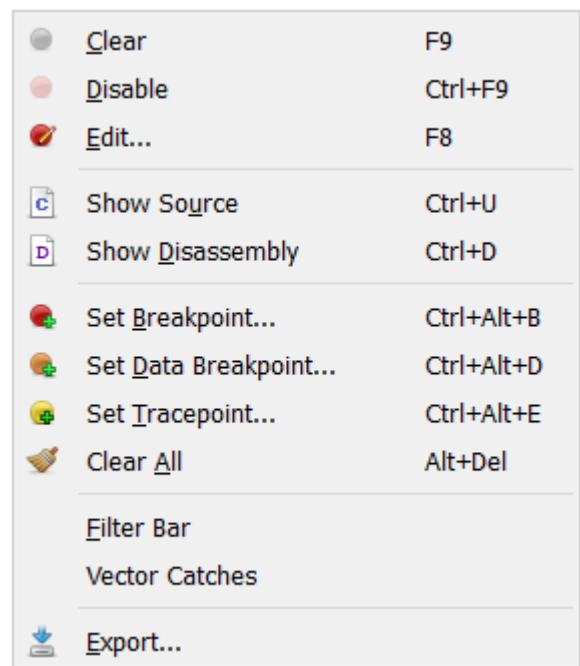 Clear F9
Disable Ctrl+F9
Edit... F8
C Show Source Ctrl+U
D Show Disassembly Ctrl+D
Set Breakpoint... Ctrl+Alt+B
Set Data Breakpoint... Ctrl+Alt+D
Set Tracepoint... Ctrl+Alt+E
Clear All Alt+Del
Filter Bar
Vector Catches
Export...